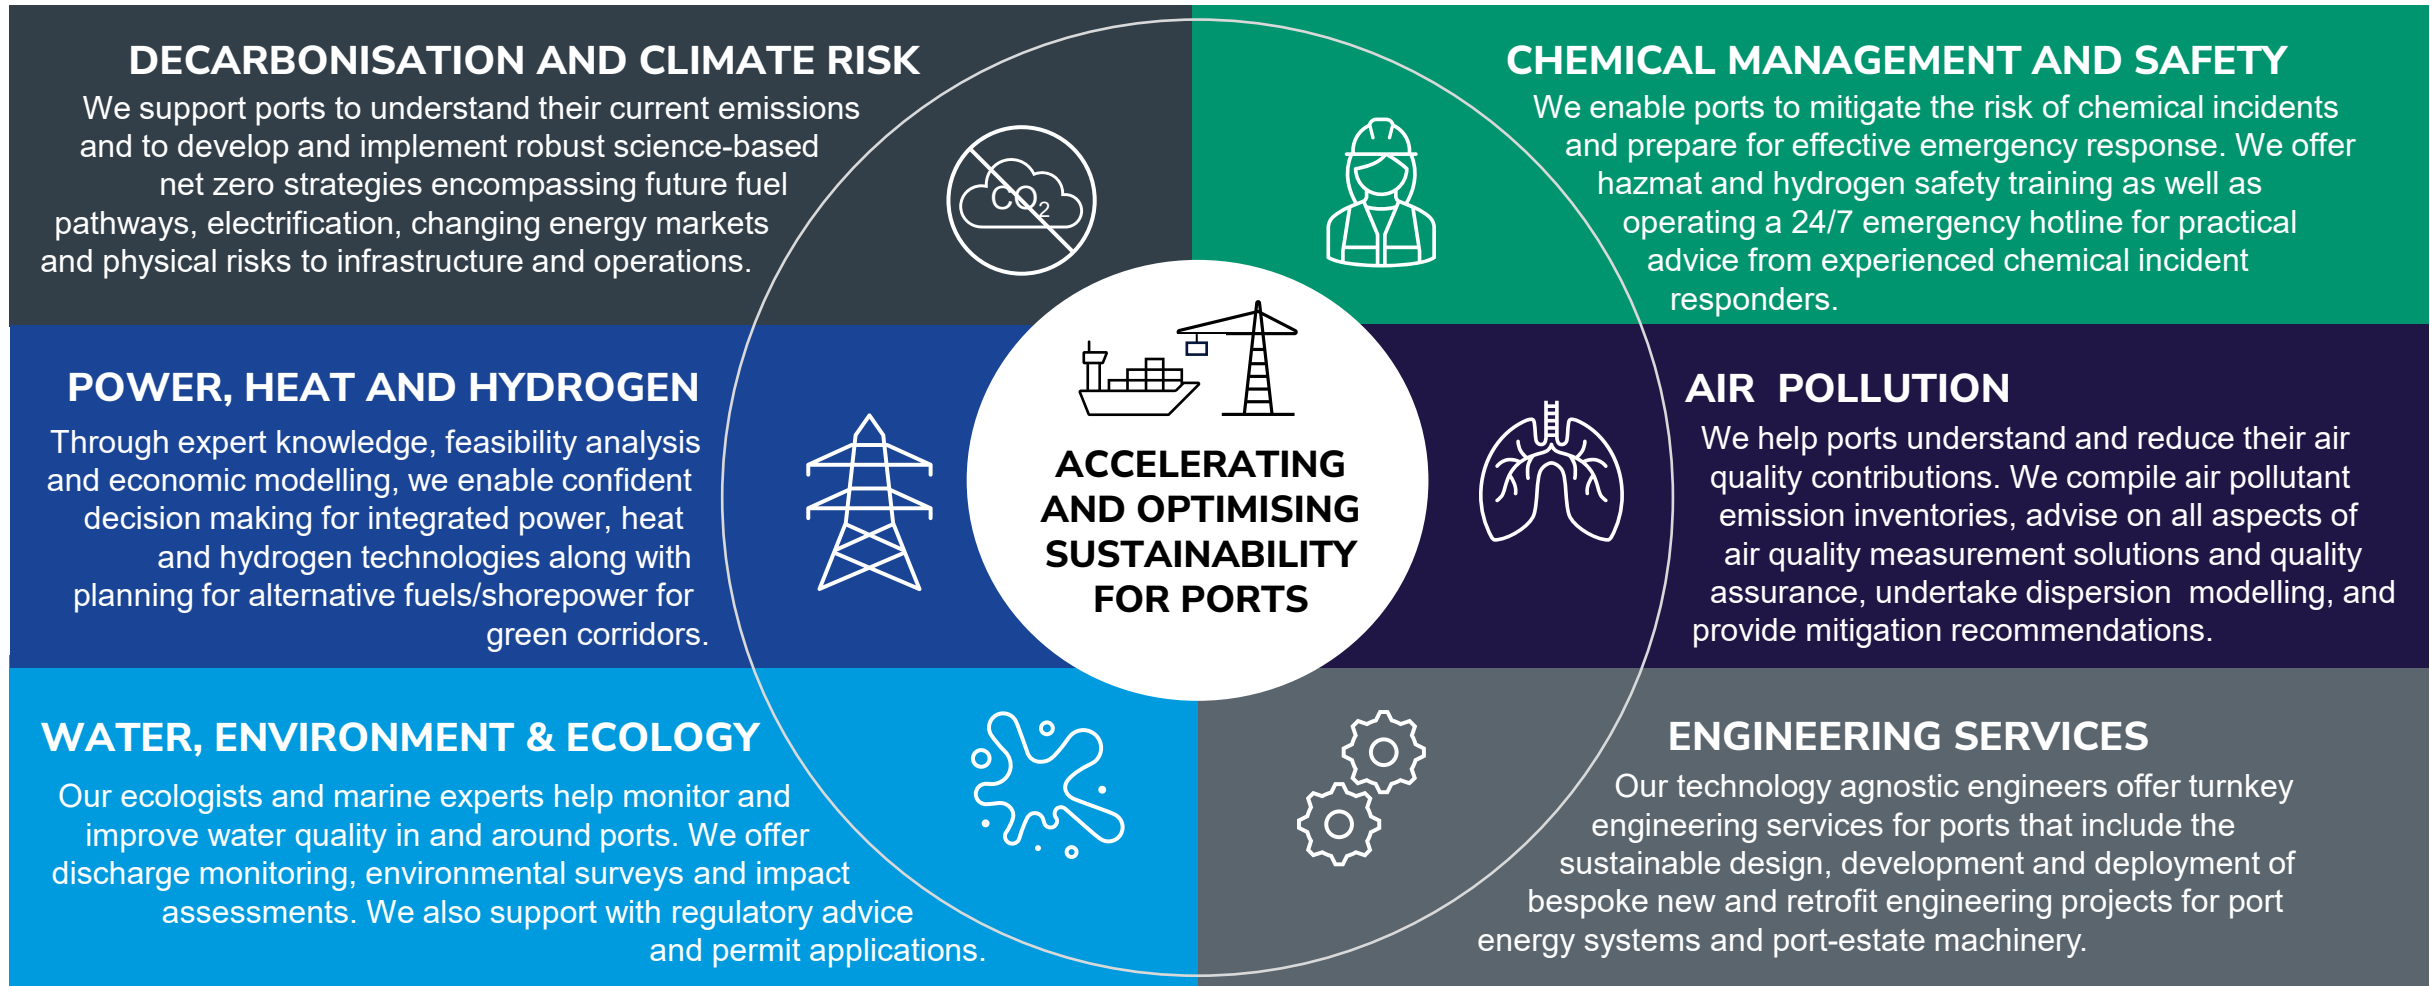 DECARBONISATION AND CLIMATE RISK
We support ports to understand their current emissions
and to develop and implement robust science-based
net zero strategies encompassing future fuel
pathways, electrification, changing energy markets
and physical risks to infrastructure and operations.
CO2
CHEMICAL MANAGEMENT AND SAFETY
We enable ports to mitigate the risk of chemical incidents
and prepare for effective emergency response. We offer
hazmat and hydrogen safety training as well as
operating a 24/7 emergency hotline for practical
advice from experienced chemical incident
responders.
POWER, HEAT AND HYDROGEN
Through expert knowledge, feasibility analysis
and economic modelling, we enable confident
decision making for integrated power, heat
and hydrogen technologies along with
planning for alternative fuels/shorepower for
green corridors.
ACCELERATING
AND OPTIMISING
SUSTAINABILITY
FOR PORTS
AIR POLLUTION
We help ports understand and reduce their air
quality contributions. We compile air pollutant
emission inventories, advise on all aspects of
air quality measurement solutions and quality
assurance, undertake dispersion modelling, and
provide mitigation recommendations.
WATER, ENVIRONMENT & ECOLOGY
Our ecologists and marine experts help monitor and
improve water quality in and around ports. We offer
discharge monitoring, environmental surveys and impact
assessments. We also support with regulatory advice
and permit applications.
ENGINEERING SERVICES
Our technology agnostic engineers offer turnkey
engineering services for ports that include the
sustainable design, development and deployment of
bespoke new and retrofit engineering projects for port
energy systems and port-estate machinery.